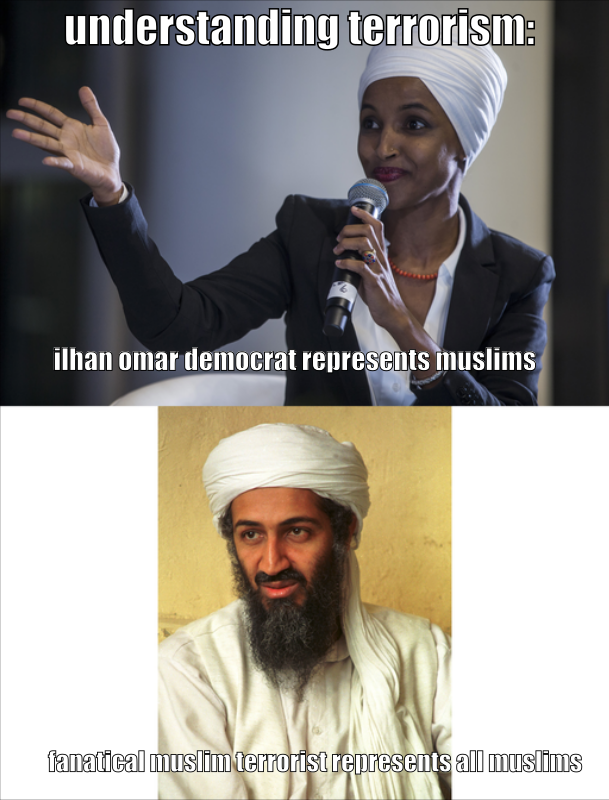 understanding terrorism:
ilhan omar democrat represents muslims
fanatical muslim terrorist represents all muslims